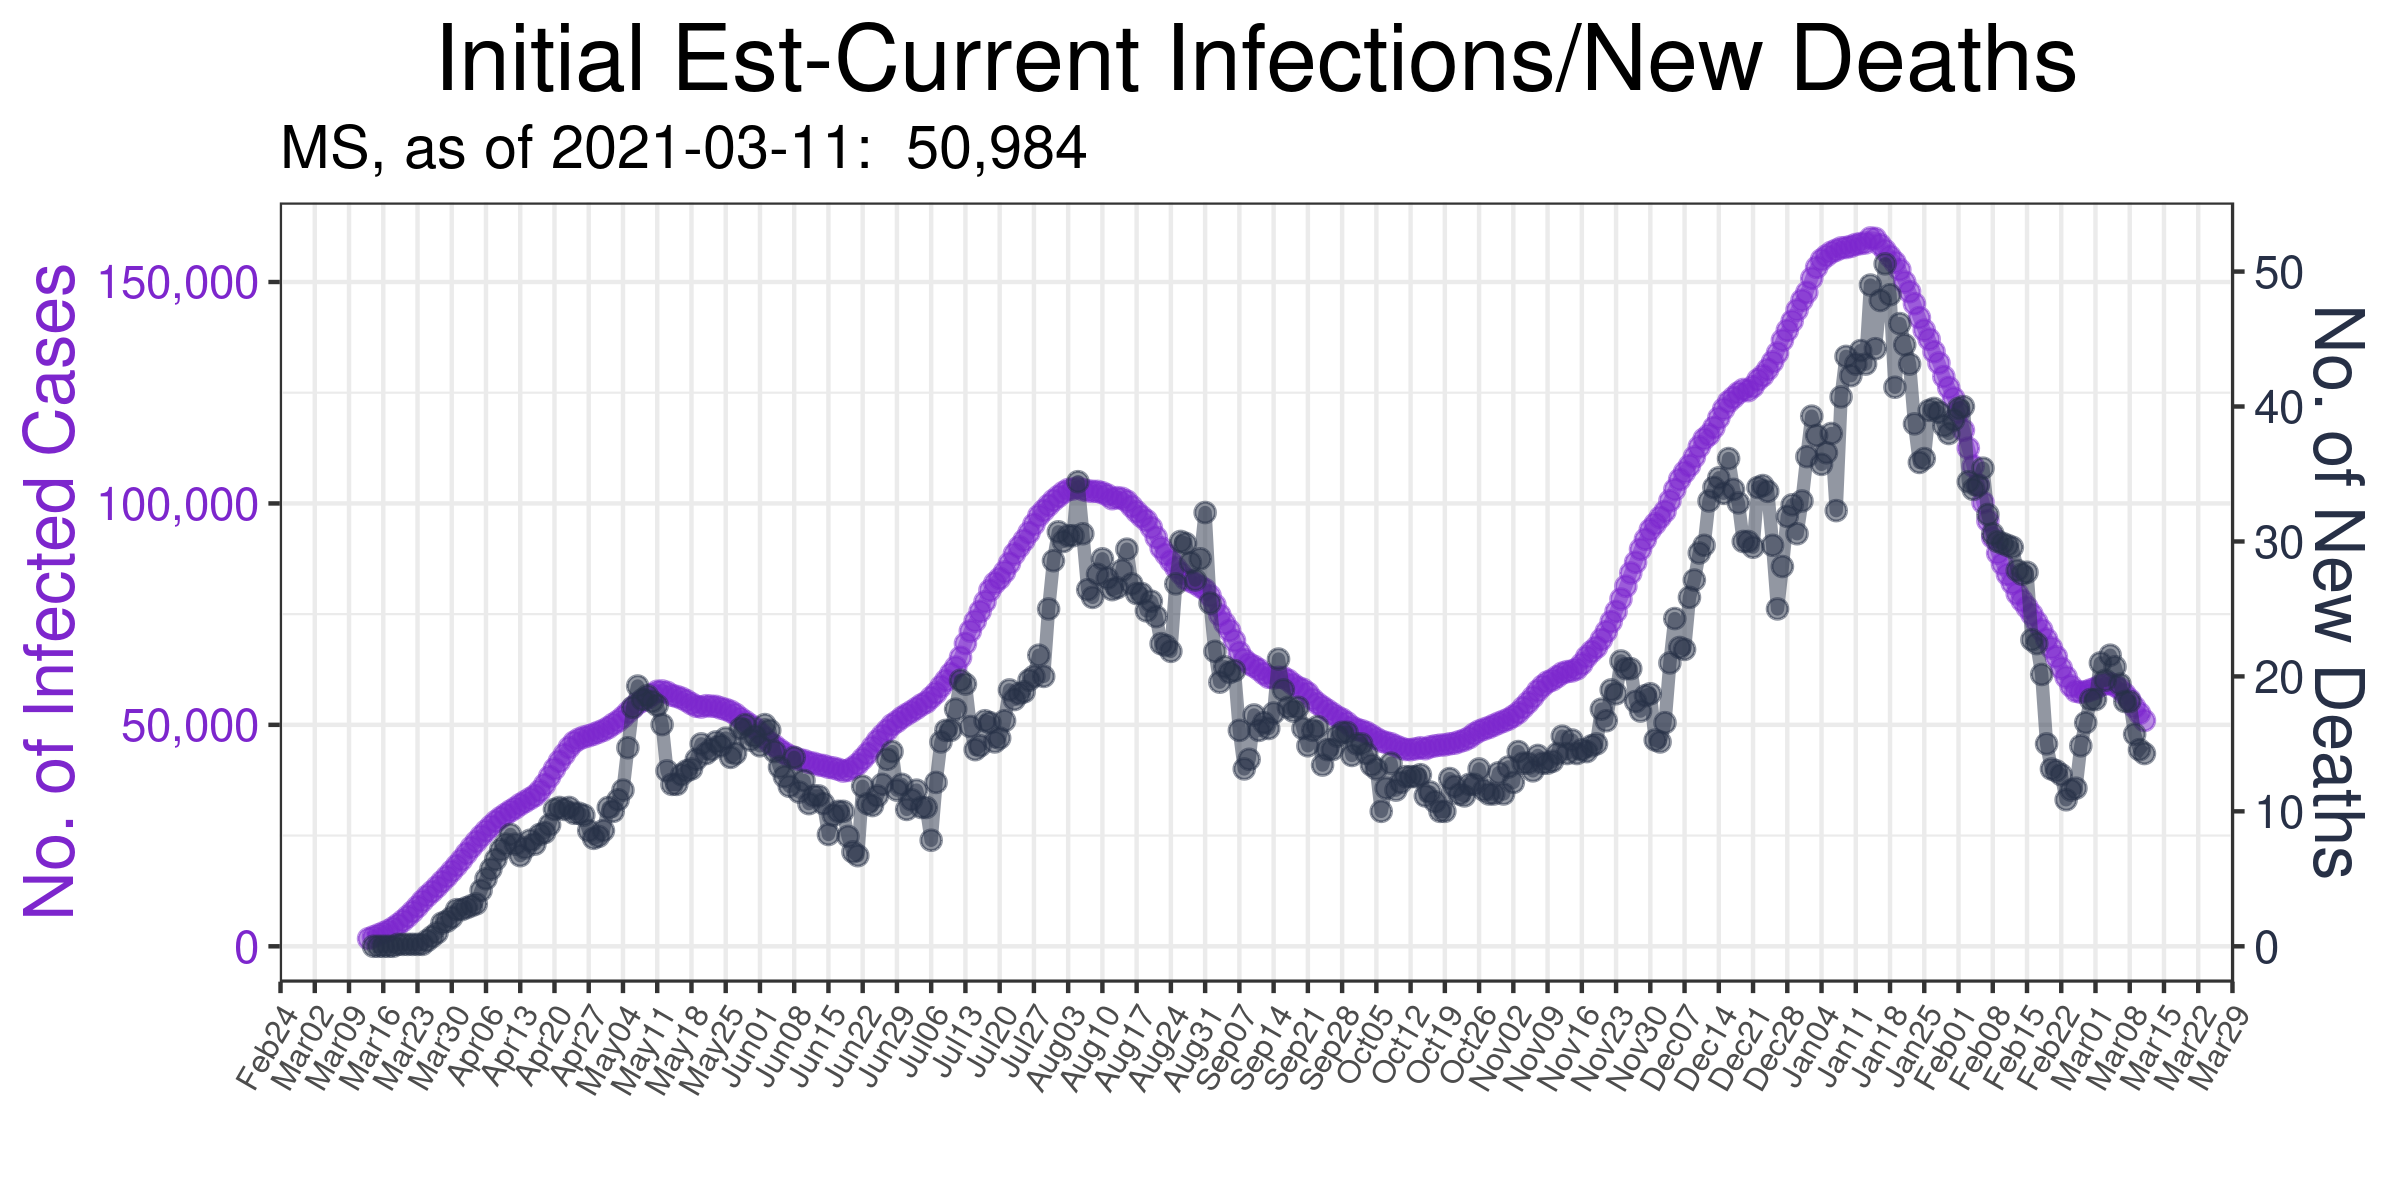 Initial Est-Current Infections/New Deaths
MS, as of 2021-03-11:  50,984
No. of Infected Cases
150,000
100,000
50,000
0
50
40
30
20
10
0
No. of New Deaths
Feb24
Mar02
Mar09
Mar16
Mar23
Mar30
Apr06
Apr13
Apr20
Apr27
May04
May11
May18
May25
Jun01
Jun08
Jun15
Jun22
Jun29
Jul06
Jul13
Jul20
Jul27
Aug03
Aug10
Aug17
Aug24
Aug31
Sep07
Sep14
Sep21
Sep28
Oct05
Oct12
Oct19
Oct26
Nov02
Nov09
Nov16
Nov23
Nov30
Dec07
Dec14
Dec21
Dec28
Jan04
Jan11
Jan18
Jan25
Feb01
Feb08
Feb15
Feb22
Mar01
Mar08
Mar15
Mar22
Mar29